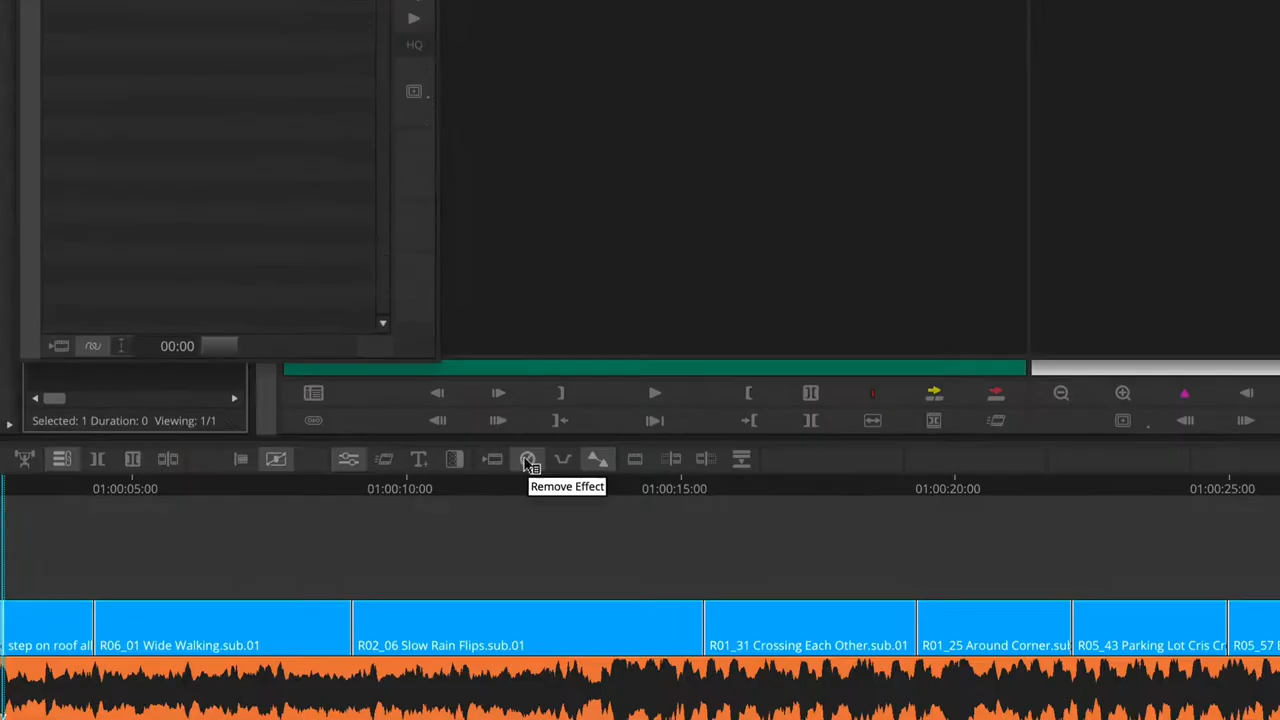 HQ
00:00
Selected: 1 Duration: 0 Viewing: 1/1
Remove Effect
01:00:05:00 01:00:10:00 01:00:15:00 01:00:20:00 01:00:25:00
step on roof all R06_01 Wide Walking.sub.01 R02_06 Slow Rain Flips.sub.01 R01_31 Crossing Each Other.sub.01 R01_25 Around Corner.sul R05_43 Parking Lot Cris Cr R05_57